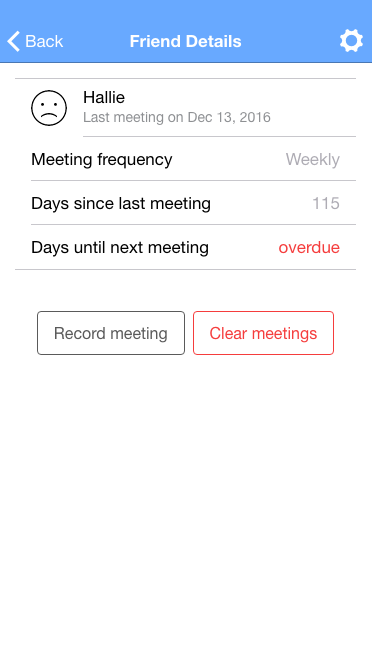 Back Friend Details
Hallie
Last meeting on Dec 13, 2016
Meeting frequency Weekly
Days since last meeting 115
Days until next meeting overdue
Record meeting Clear meetings